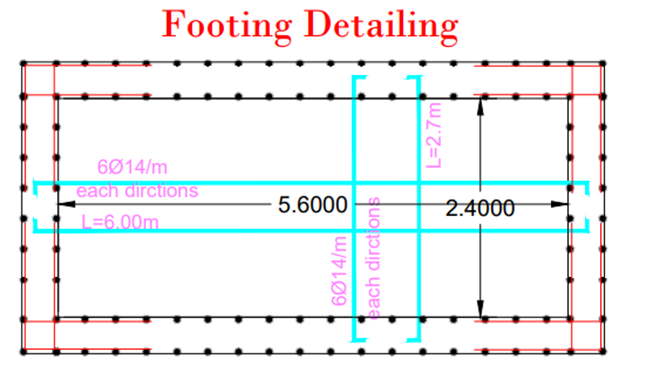 Footing Detailing
L=2.7m
6Ø14/m
each dirctions
L=6.00m
5.6000
2.4000
6Ø14/m
each dirctions